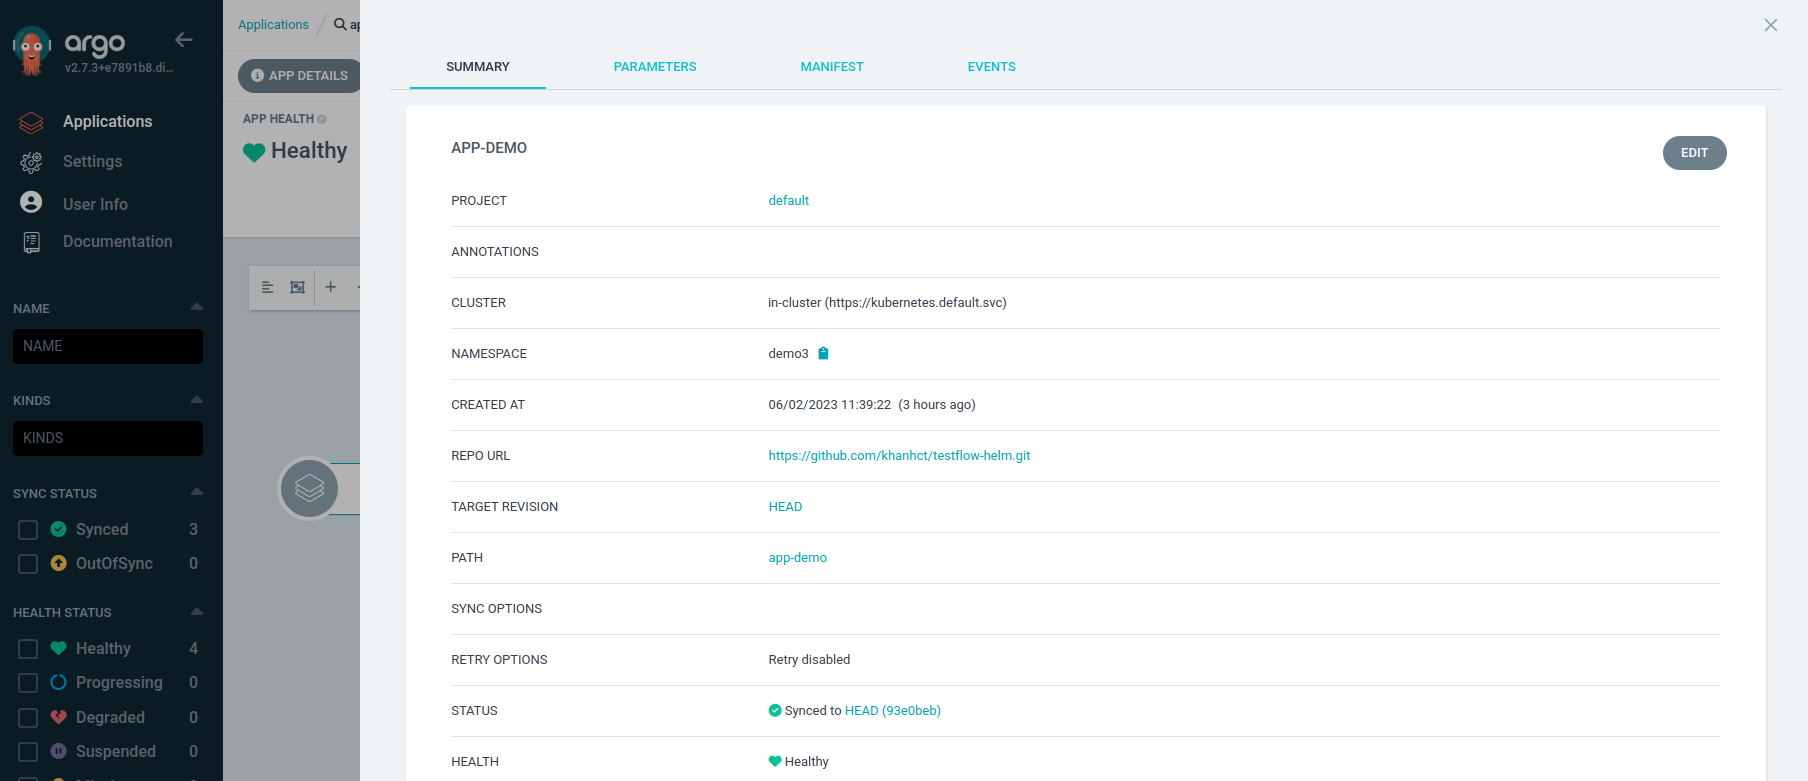 argo
v2.7.3+e7891b8.di...
Applications
Settings
User Info
Documentation
NAME
NAME
KINDS
KINDS
SYNC STATUS
Synced 3
OutOfSync 0
HEALTH STATUS
Healthy 4
Progressing 0
Degraded 0
Suspended 0
Applications / ap
APP DETAILS
APP HEALTH
Healthy
SUMMARY PARAMETERS MANIFEST EVENTS
APP-DEMO
EDIT
PROJECT default
ANNOTATIONS
CLUSTER in-cluster (https://kubernetes.default.svc)
NAMESPACE demo3
CREATED AT 06/02/2023 11:39:22 (3 hours ago)
REPO URL https://github.com/khanhct/testflow-helm.git
TARGET REVISION HEAD
PATH app-demo
SYNC OPTIONS
RETRY OPTIONS Retry disabled
STATUS Synced to HEAD (93e0beb)
HEALTH Healthy